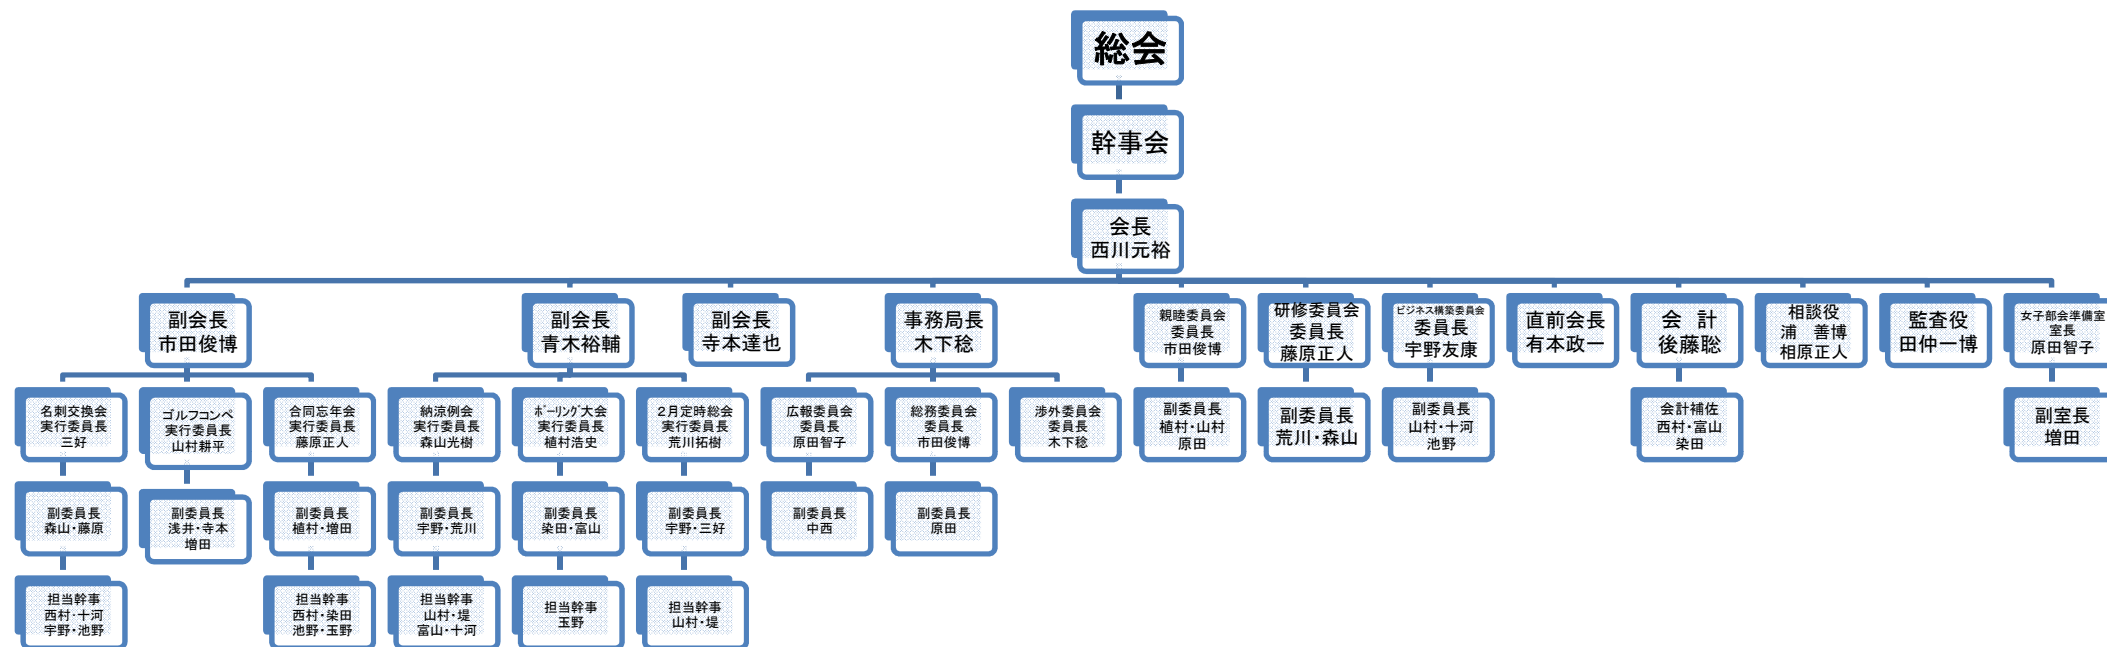 総会
幹事会
会長
西川元裕
副会長
市田俊博
副会長
青木裕輔
副会長
寺本達也
事務局長
木下稔
親睦委員会
委員長
市田俊博
研修委員会
委員長
藤原正人
ビジネス構築委員会
委員長
宇野友康
直前会長
有本政一
会　計
後藤聡
相談役
浦　善博
相原正人
監査役
田仲一博
女子部会準備室
室長
原田智子
名刺交換会
実行委員長
三好
ゴルフコンペ
実行委員長
山村耕平
合同忘年会
実行委員長
藤原正人
納涼例会
実行委員長
森山光樹
ﾎﾞｰリング大会
実行委員長
植村浩史
２月定時総会
実行委員長
荒川拓樹
広報委員会
委員長
原田智子
総務委員会
委員長
市田俊博
渉外委員会
委員長
木下稔
副委員長
植村・山村
原田
副委員長
荒川・森山
副委員長
山村・十河
池野
会計補佐
西村・富山
染田
副室長
増田
副委員長
森山・藤原
副委員長
浅井・寺本
増田
副委員長
植村・増田
副委員長
宇野・荒川
副委員長
染田・富山
副委員長
宇野・三好
副委員長
中西
副委員長
原田
担当幹事
西村・十河
宇野・池野
担当幹事
西村・染田
池野・玉野
担当幹事
山村・堤
富山・十河
担当幹事
玉野
担当幹事
山村・堤